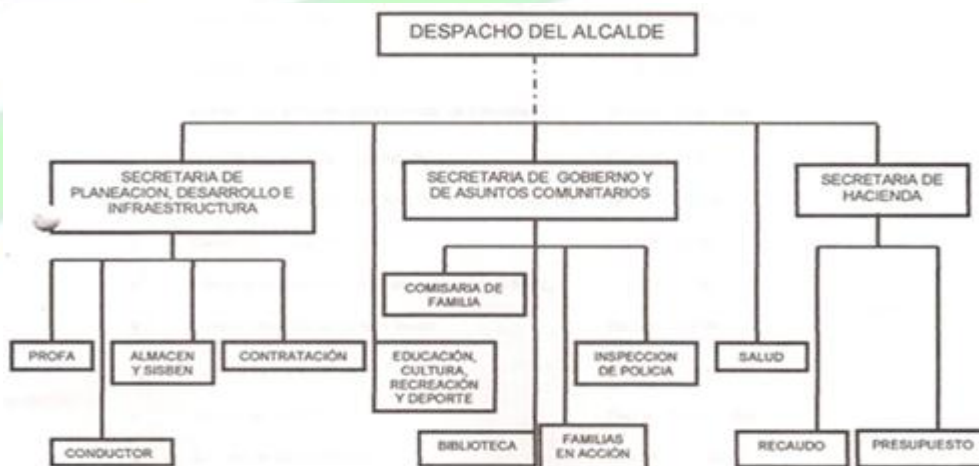 DESPACHO DEL ALCALDE
SECRETARIA DE
PLANEACION, DESARROLLO E
INFRAESTRUCTURA
SECRETARIA DE GOBIERNO Y
DE ASUNTOS COMUNITARIOS
SECRETARIA DE
HACIENDA
COMISARIA DE
FAMILIA
PROFA
ALMACEN
Y SISBEN
CONTRATACIÓN
EDUCACIÓN,
CULTURA,
RECREACIÓN
Y DEPORTE
INSPECCION
DE POLICIA
SALUD
CONDUCTOR
BIBLIOTECA
FAMILIAS
EN ACCIÓN
RECAUDO
PRESUPUESTO